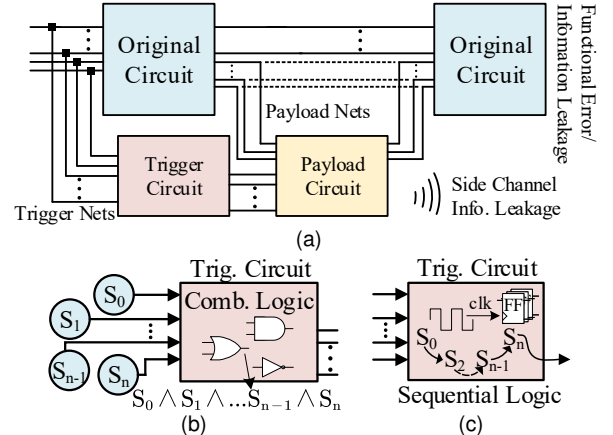 Original
Circuit
Original
Circuit
Functional Error/
Infomation Leakage
Payload Nets
Trigger
Circuit
Payload
Circuit
Trigger Nets
Side Channel
Info. Leakage
(a)
Trig. Circuit
Comb. Logic
S0
S1
Sn-1
Sn
S0 ∧ S1 ∧ ...Sn-1 ∧ Sn
(b)
Trig. Circuit
clk
FF
S0
S2
Sn-1
Sn
Sequential Logic
(c)